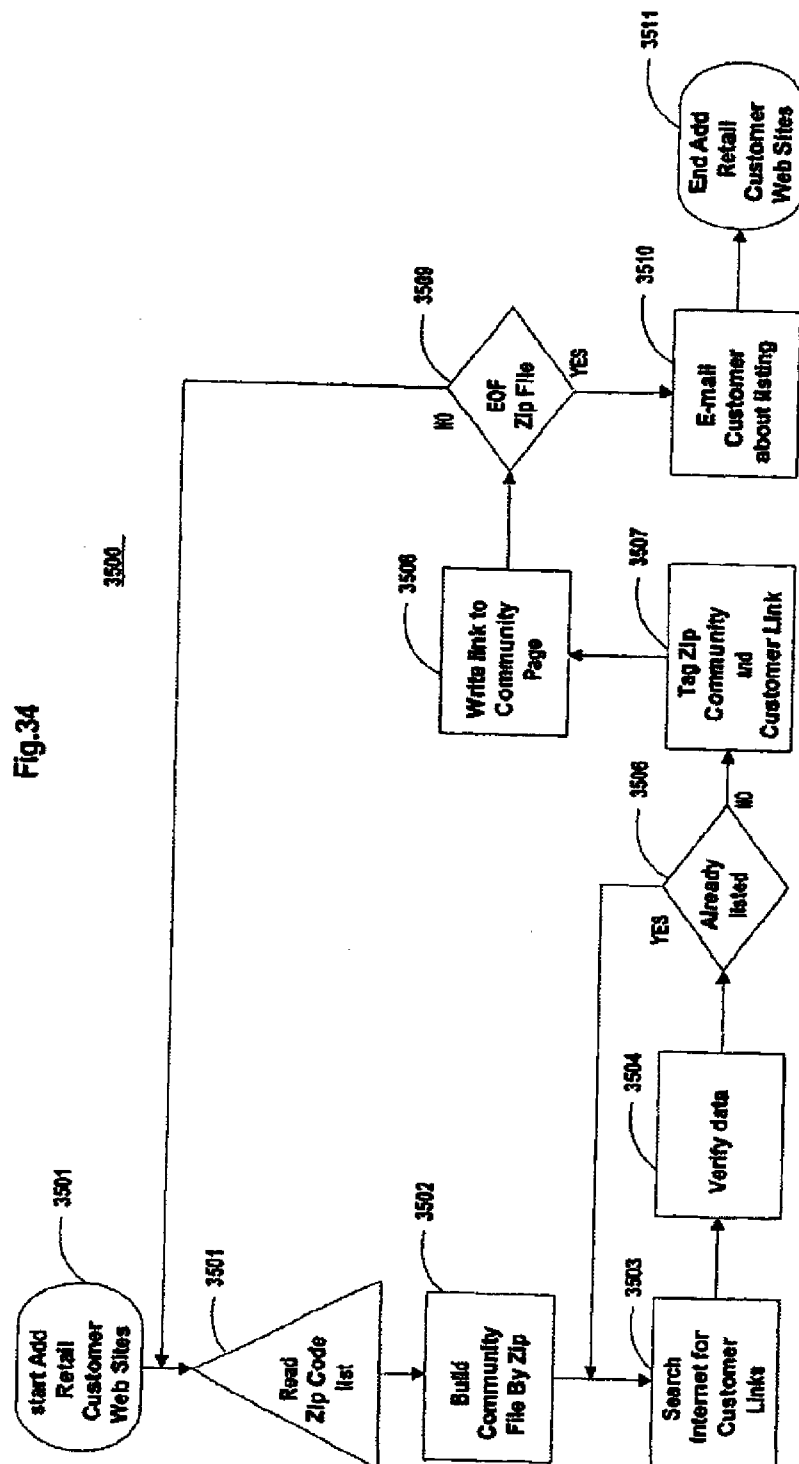 Fig.34
3500
start Add
Retail
Customer
Web Sites
3501
Read
Zip Code
list
3501
Build
Community
File By Zip
3502
Search
Internet for
Customer
Links
3503
Verify data
3504
Already
listed
3506
YES
NO
Tag Zip
Community
and
Customer Link
3507
Write link to
Community
Page
3508
EOF
Zip File
3509
NO
YES
E-mail
Customer
about listing
3510
End Add
Retail
Customer
Web Sites
3511